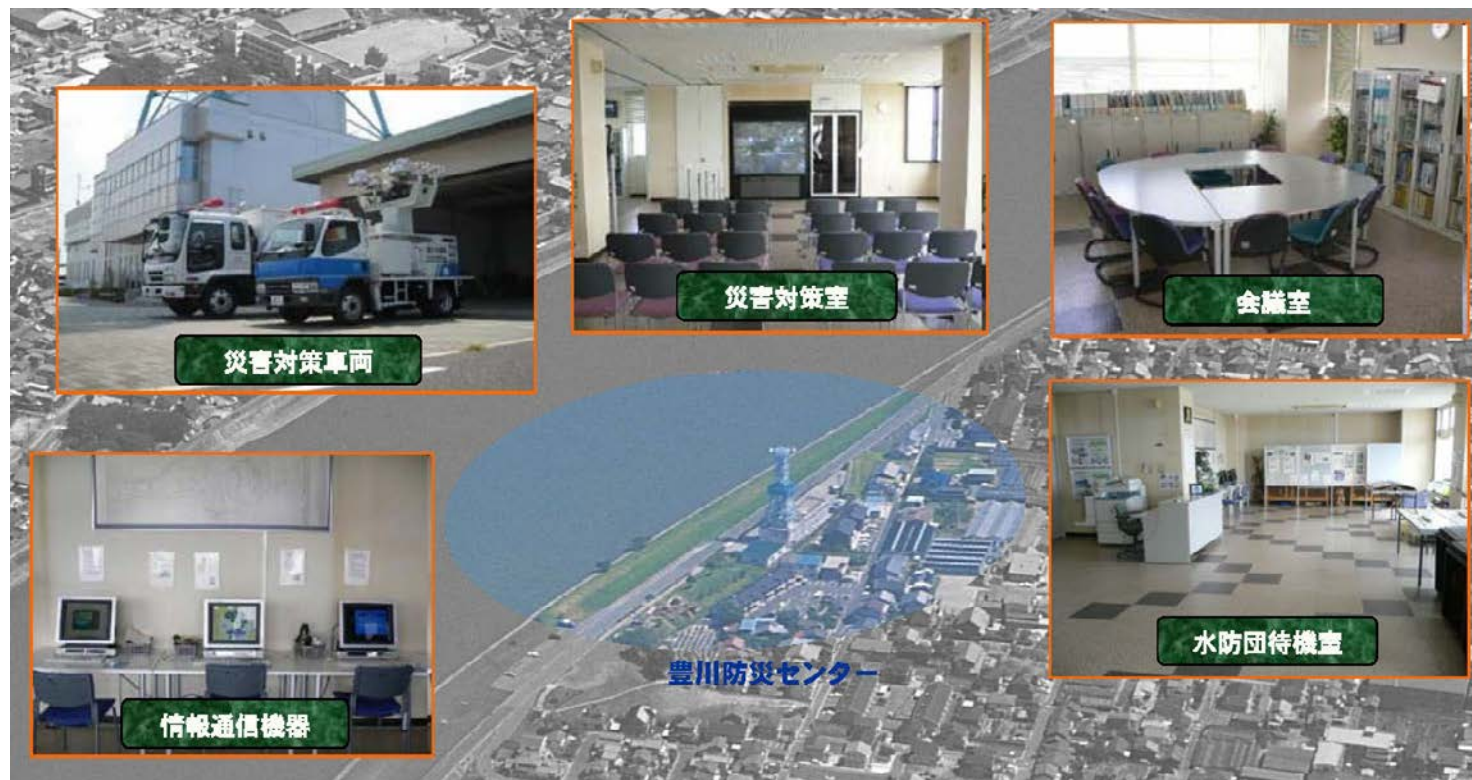 災害対策車両
災害対策室
会議室
情報通信機器
豊川防災センター
水防団待機室